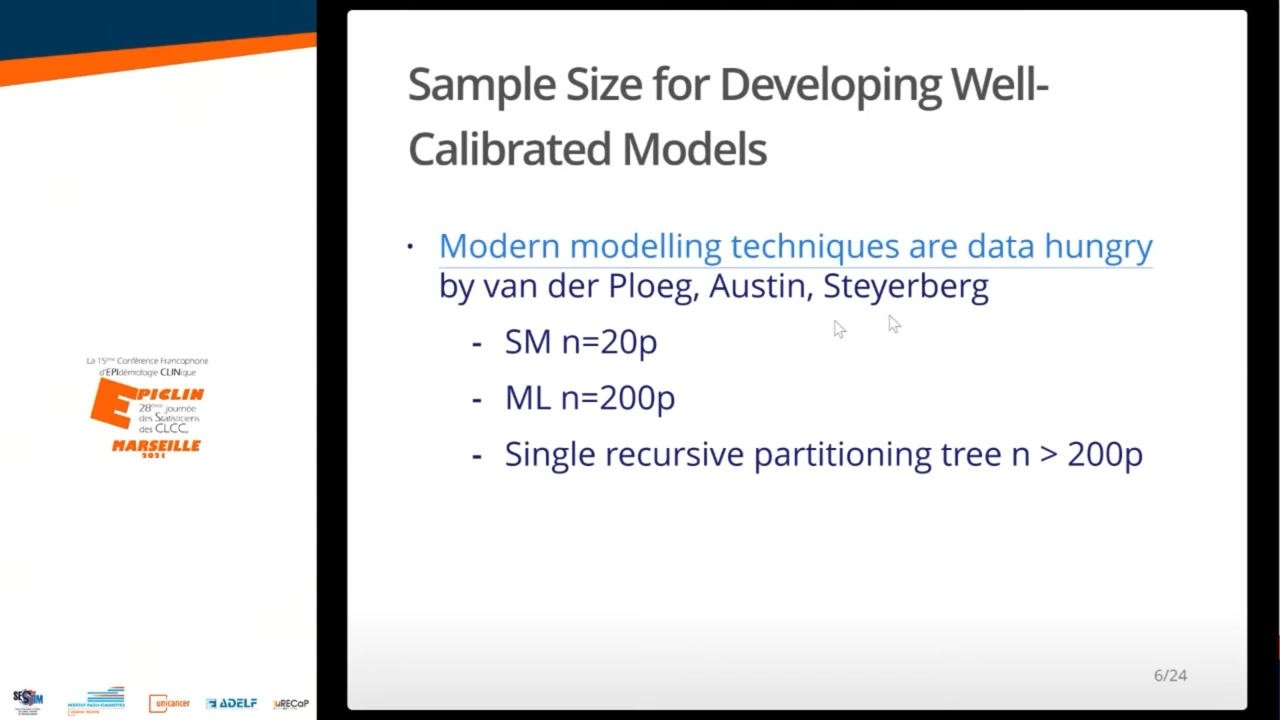 Sample Size for Developing Well-
Calibrated Models
• Modern modelling techniques are data hungry
by van der Ploeg, Austin, Steyerberg
- SM n=20p
- ML n=200p
- Single recursive partitioning tree n > 200p
6/24
La 15ème Conférence Francophone
d'EPIdémiologie CLINique
EPICLIN
28ème journée
des Statisticiens
des CLCC,
MARSEILLE
2021
unicancer
ADELF
uRECaP